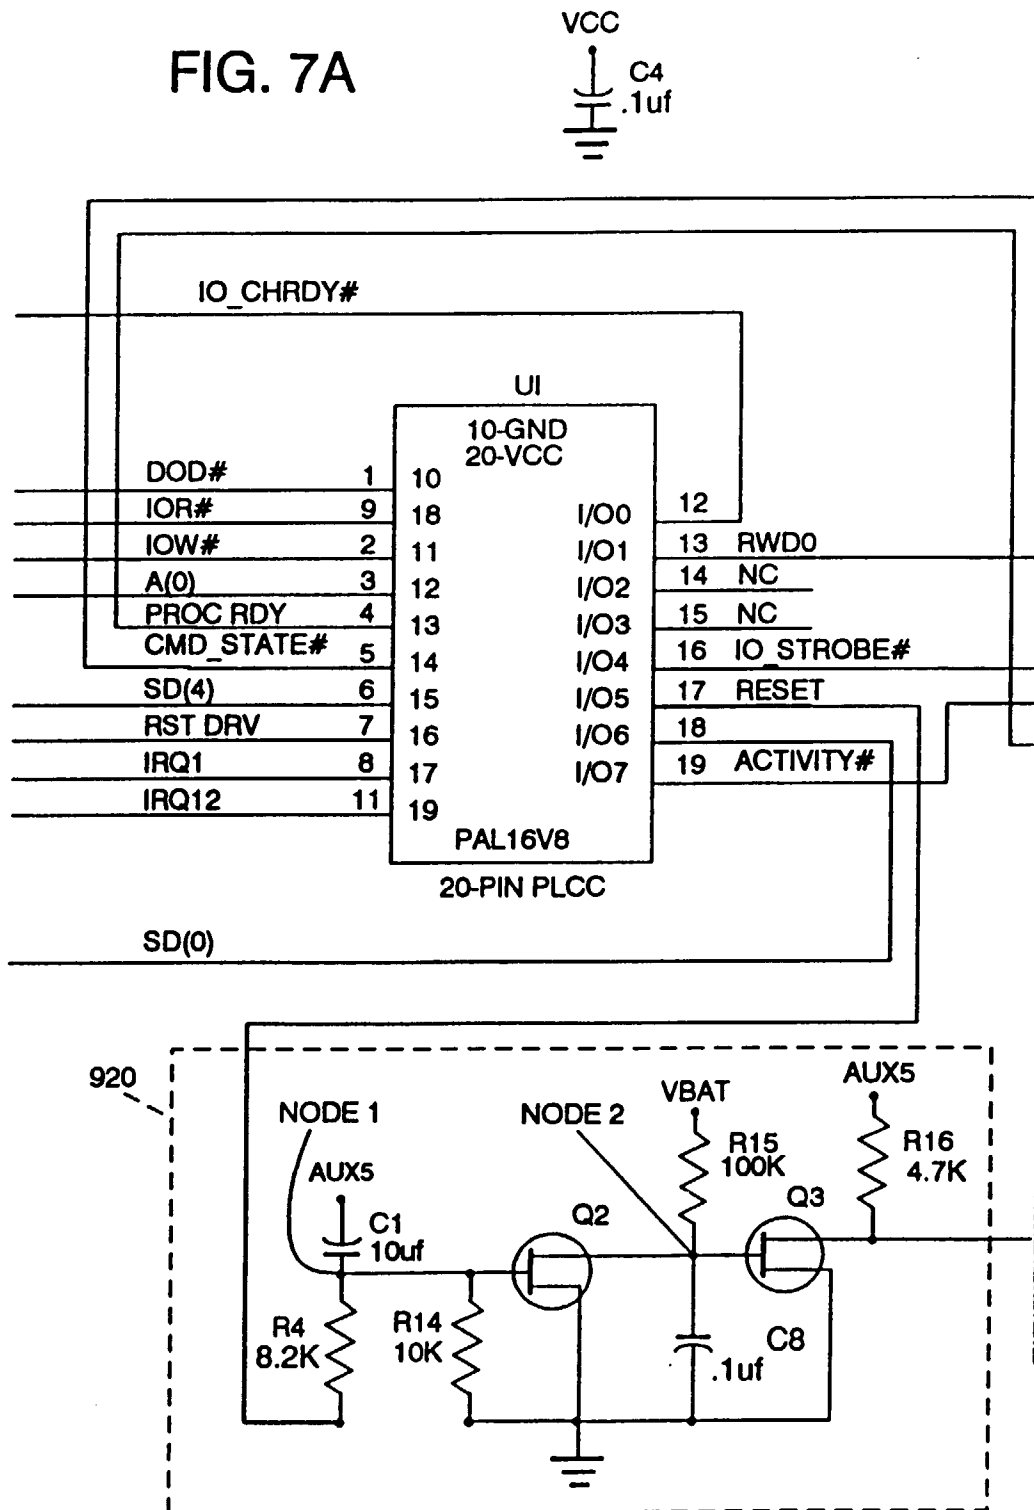 FIG. 7A
VCC
C4
.1uf
IO_CHRDY#
UI
10-GND
20-VCC
DOD# 1 10
IOR# 9 18
IOW# 2 11
A(0) 3 12
PROC RDY 4 13
CMD_STATE# 5 14
SD(4) 6 15
RST DRV 7 16
IRQ1 8 17
IRQ12 11 19
I/O0 12
I/O1 13 RWD0
I/O2 14 NC
I/O3 15 NC
I/O4 16 IO_STROBE#
I/O5 17 RESET
I/O6 18
I/O7 19 ACTIVITY#
PAL16V8
20-PIN PLCC
SD(0)
920
NODE 1
AUX5
C1
10uf
R4
8.2K
R14
10K
Q2
NODE 2
VBAT
R15
100K
Q3
AUX5
R16
4.7K
C8
.1uf